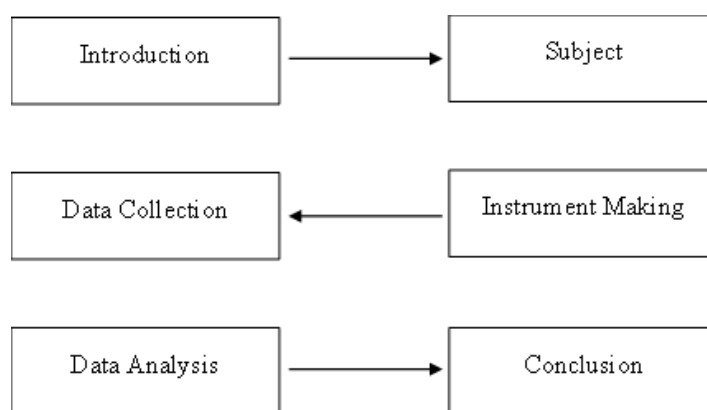 Introduction
Subject
Data Collection
Instrument Making
Data Analysis
Conclusion